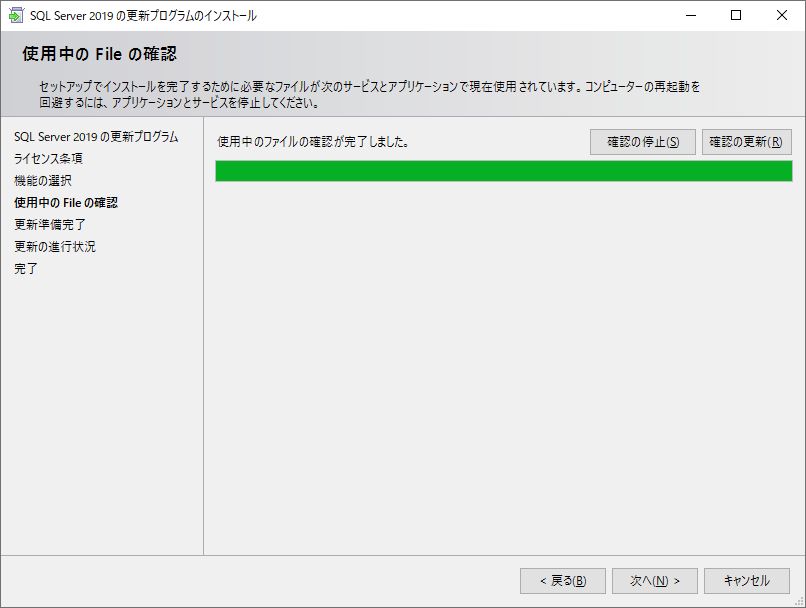 SQL Server 2019 の更新プログラムのインストール
使用中の File の確認
セットアップでインストールを完了するために必要なファイルが次のサービスとアプリケーションで現在使用されています。コンピューターの再起動を
回避するには、アプリケーションとサービスを停止してください。
SQL Server 2019 の更新プログラム
ライセンス条項
機能の選択
使用中の File の確認
更新準備完了
更新の進行状況
完了
使用中のファイルの確認が完了しました。
確認の停止(S)
確認の更新(R)
< 戻る(B)
次へ(N) >
キャンセル